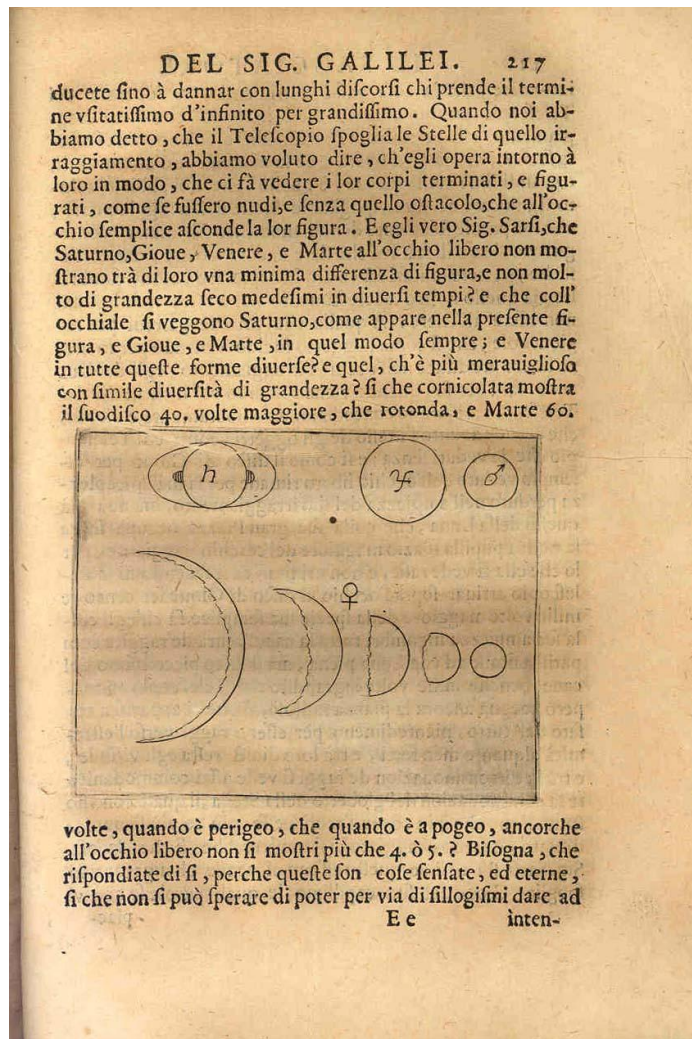 DEL SIG. GALILEI. 217
ducete ſino à dannar con lunghi diſcorſi chi prende il termi-
ne vſitatiſſimo d'infinito per grandiſſimo. Quando noi ab-
biamo detto, che il Teleſcopio ſpoglia le Stelle di quello ir-
raggiamento, abbiamo voluto dire, ch'egli opera intorno à
loro in modo, che ci fà vedere i lor corpi terminati, e figu-
rati, come ſe fuſſero nudi,e ſenza quello oſtacolo,che all'oc-
chio ſemplice aſconde la lor figura. E egli vero Sig. Sarſi,che
Saturno,Gioue, Venere, e Marte all'occhio libero non mo-
ſtrano trà di loro vna minima differenza di figura,e non mol-
to di grandezza ſeco medeſimi in diuerſi tempi? e che coll'
occhiale ſi veggono Saturno,come appare nella preſente fi-
gura, e Gioue, e Marte, in quel modo ſempre; e Venere
in tutte queſte forme diuerſe? e quel, ch'è più merauiglioſo
con ſimile diuerſità di grandezza? ſi che cornicolata moſtra
il ſuo diſco 40. volte maggiore, che rotonda, e Marte 60.
♄ ♃ ♂
♀
volte, quando è perigeo, che quando è apogeo, ancorche
all'occhio libero non ſi moſtri più che 4. ò 5.? Biſogna, che
riſpondiate di ſi, perche queſte ſon coſe ſenſate, ed eterne,
ſi che non ſi può ſperare di poter per via di ſillogiſmi dare ad
E e inten-